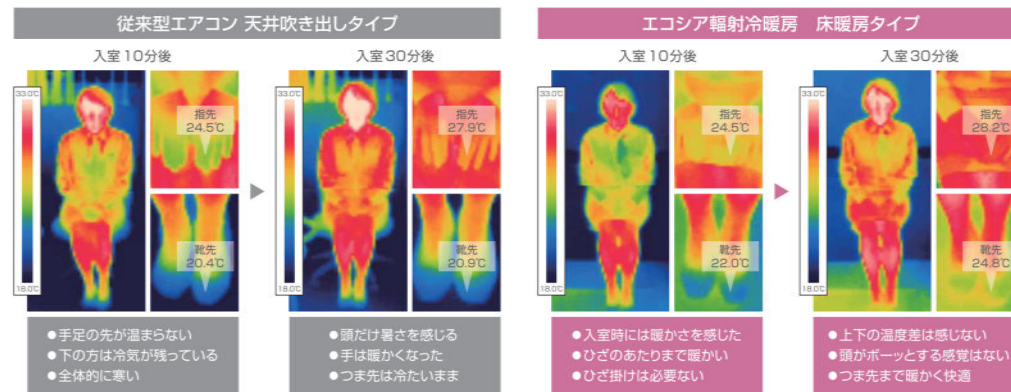 従来型エアコン 天井吹き出しタイプ
入室10分後
33.0℃
18.0℃
指先
24.5℃
靴先
20.4℃
●手足の先が温まらない
●下の方は冷気が残っている
●全体的に寒い
入室30分後
33.0℃
18.0℃
指先
27.9℃
靴先
20.9℃
●頭だけ暑さを感じる
●手は暖かくなった
●つま先は冷たいまま
エコシア輻射冷暖房　床暖房タイプ
入室10分後
33.0℃
18.0℃
指先
24.5℃
靴先
22.0℃
●入室時には暖かさを感じた
●ひざのあたりまで暖かい
●ひざ掛けは必要ない
入室30分後
33.0℃
18.0℃
指先
28.2℃
靴先
24.8℃
●上下の温度差は感じない
●頭がボーッとする感覚はない
●つま先まで暖かく快適